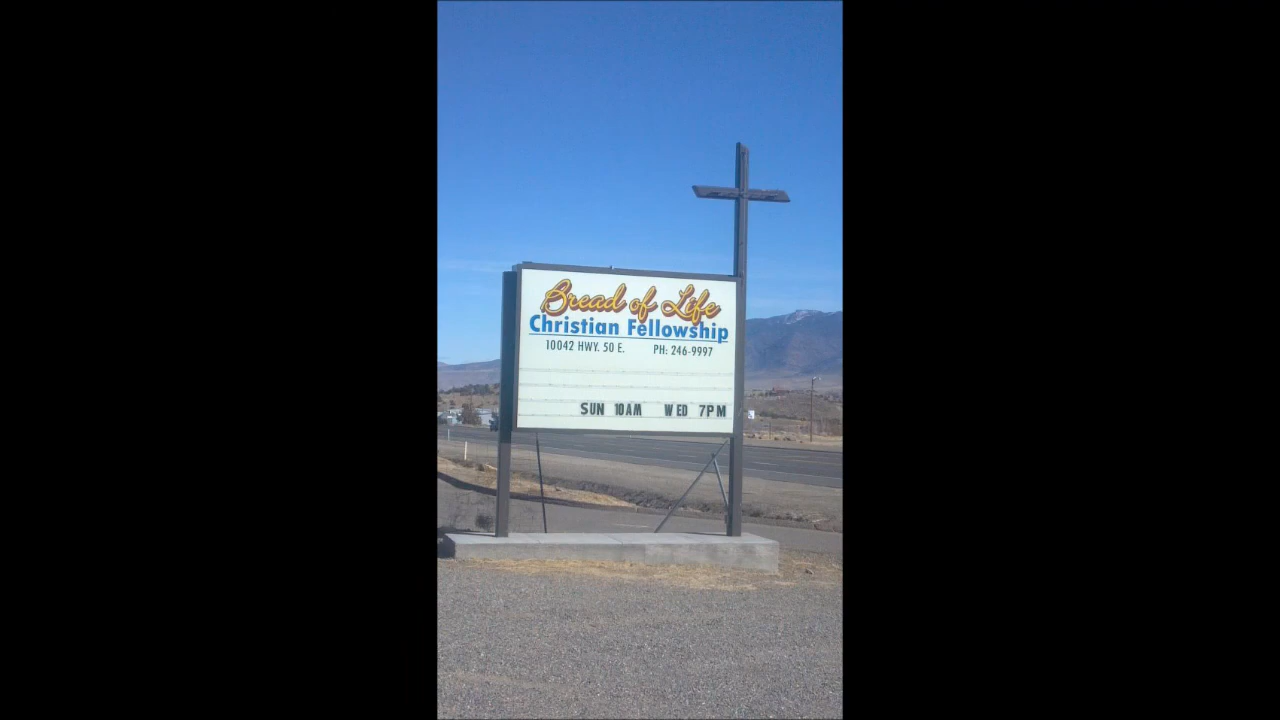 Bread of Life
Christian Fellowship
10042 HWY. 50 E. PH: 246-9997
SUN 10AM WED 7PM